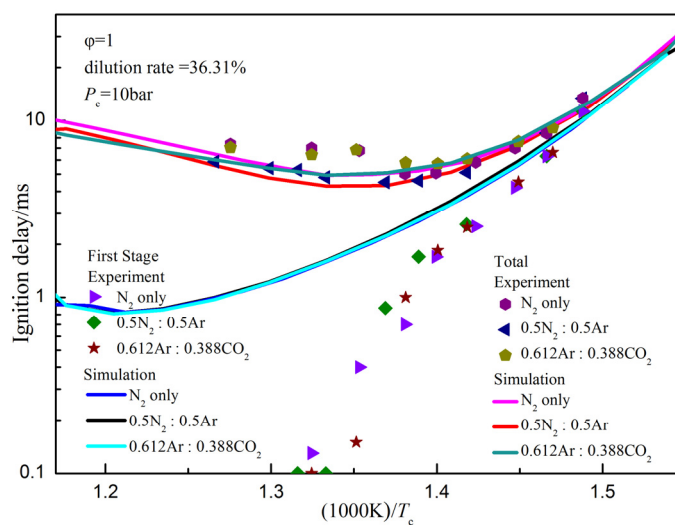 φ=1
dilution rate =36.31%
P_c=10bar
10
1
0.1
Ignition delay/ms
First Stage
Experiment
N₂ only
0.5N₂ : 0.5Ar
0.612Ar : 0.388CO₂
Simulation
N₂ only
0.5N₂ : 0.5Ar
0.612Ar : 0.388CO₂
Total
Experiment
N₂ only
0.5N₂ : 0.5Ar
0.612Ar : 0.388CO₂
Simulation
N₂ only
0.5N₂ : 0.5Ar
0.612Ar : 0.388CO₂
1.2 1.3 1.4 1.5
(1000K)/T_c